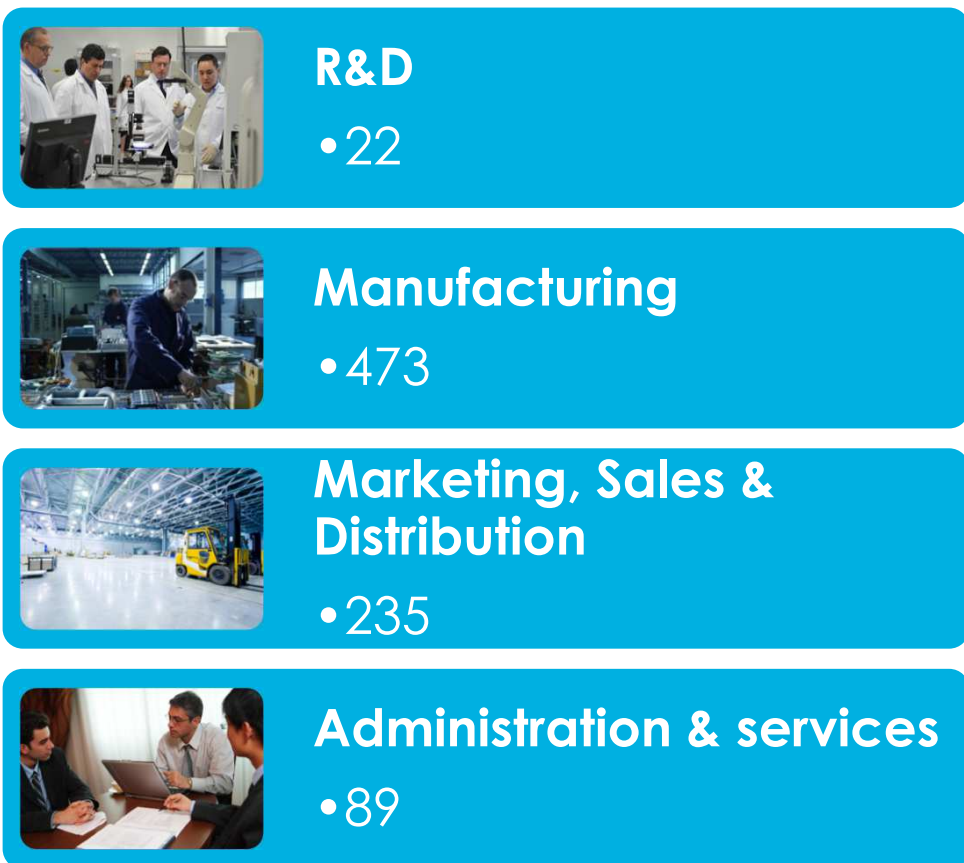 R&D
•22
Manufacturing
•473
Marketing, Sales &
Distribution
•235
Administration & services
•89